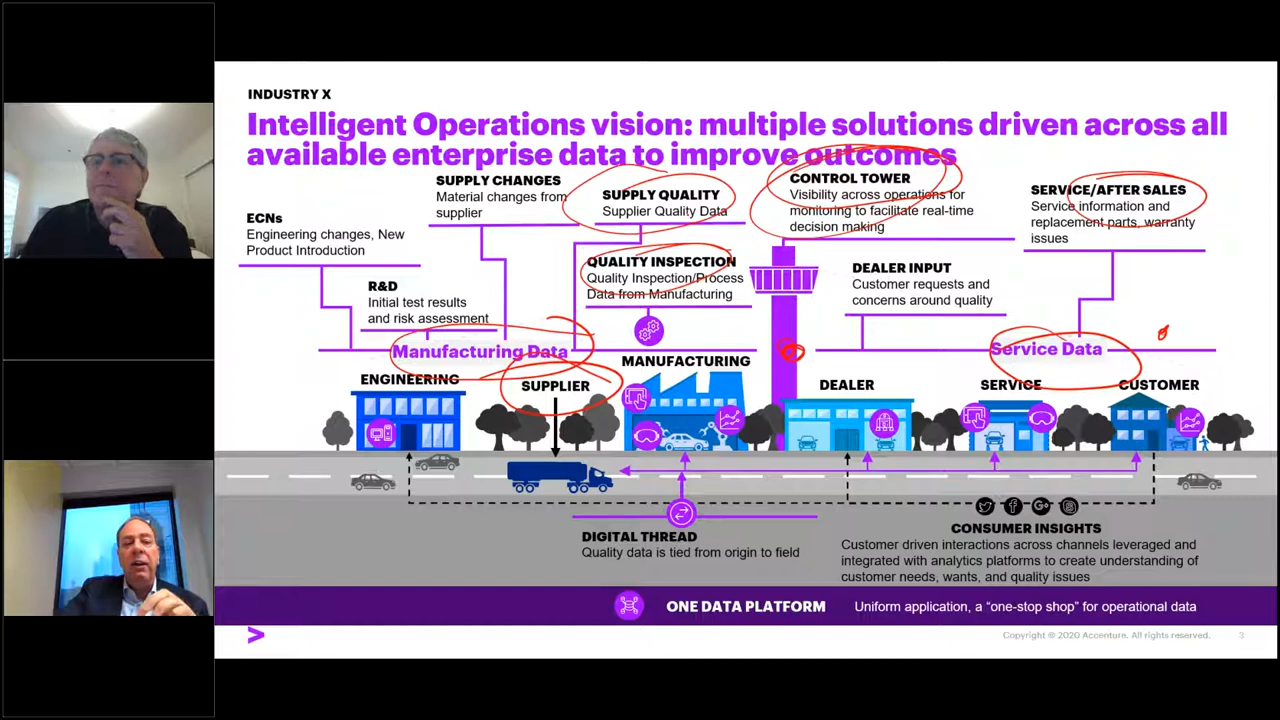 INDUSTRY X
Intelligent Operations vision: multiple solutions driven across all
available enterprise data to improve outcomes
ECNs
Engineering changes, New
Product Introduction
R&D
Initial test results
and risk assessment
SUPPLY CHANGES
Material changes from
supplier
SUPPLY QUALITY
Supplier Quality Data
QUALITY INSPECTION
Quality Inspection/Process
Data from Manufacturing
CONTROL TOWER
Visibility across operations for
monitoring to facilitate real-time
decision making
DEALER INPUT
Customer requests and
concerns around quality
SERVICE/AFTER SALES
Service information and
replacement parts, warranty
issues
Manufacturing Data
Service Data
ENGINEERING
SUPPLIER
MANUFACTURING
DEALER
SERVICE
CUSTOMER
DIGITAL THREAD
Quality data is tied from origin to field
CONSUMER INSIGHTS
Customer driven interactions across channels leveraged and
integrated with analytics platforms to create understanding of
customer needs, wants, and quality issues
ONE DATA PLATFORM
Uniform application, a “one-stop shop” for operational data
Copyright © 2020 Accenture. All rights reserved.
3